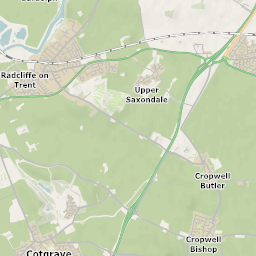 Radcliffe on
Trent
Upper
Saxondale
Cropwell
Butler
Cropwell
Bishop
Cotgrave